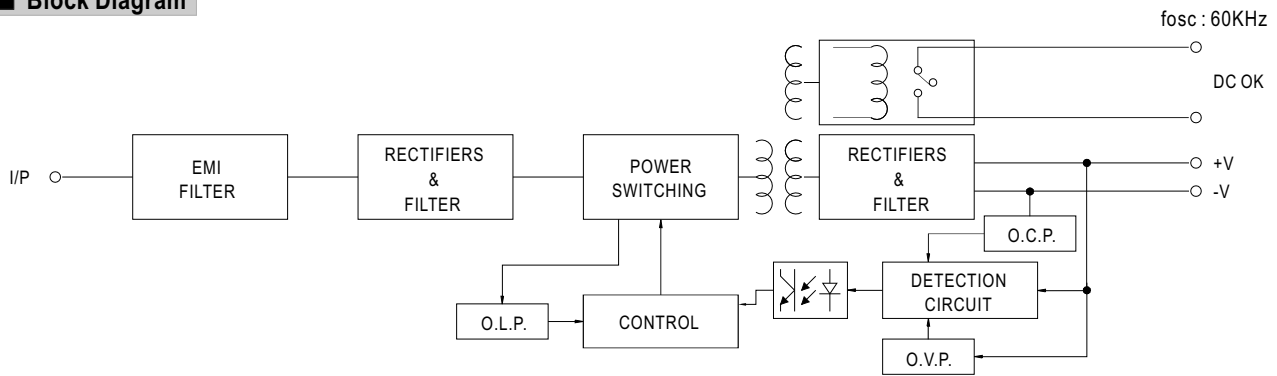 ■ Block Diagram
fosc : 60KHz
DC OK
I/P
EMI
FILTER
RECTIFIERS
&
FILTER
POWER
SWITCHING
RECTIFIERS
&
FILTER
+V
-V
O.C.P.
DETECTION
CIRCUIT
O.L.P.
CONTROL
O.V.P.